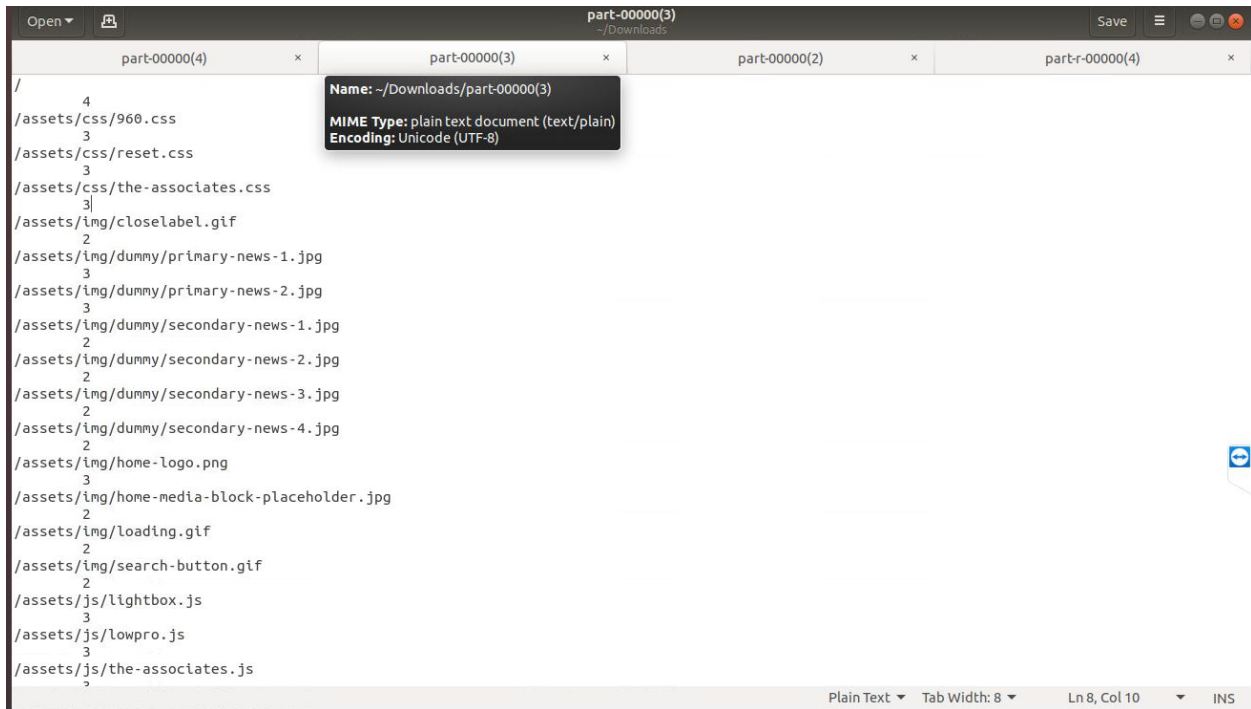 Open
part-00000(3)
~/Downloads
Save
part-00000(4)
part-00000(3)
part-00000(2)
part-r-00000(4)
Name: ~/Downloads/part-00000(3)
MIME Type: plain text document (text/plain)
Encoding: Unicode (UTF-8)
/
4
/assets/css/960.css
3
/assets/css/reset.css
3
/assets/css/the-associates.css
3
/assets/img/closelabel.gif
2
/assets/img/dummy/primary-news-1.jpg
3
/assets/img/dummy/primary-news-2.jpg
3
/assets/img/dummy/secondary-news-1.jpg
2
/assets/img/dummy/secondary-news-2.jpg
2
/assets/img/dummy/secondary-news-3.jpg
2
/assets/img/dummy/secondary-news-4.jpg
2
/assets/img/home-logo.png
3
/assets/img/home-media-block-placeholder.jpg
2
/assets/img/loading.gif
2
/assets/img/search-button.gif
2
/assets/js/lightbox.js
3
/assets/js/lowpro.js
3
/assets/js/the-associates.js
Plain Text Tab Width: 8 Ln 8, Col 10 INS